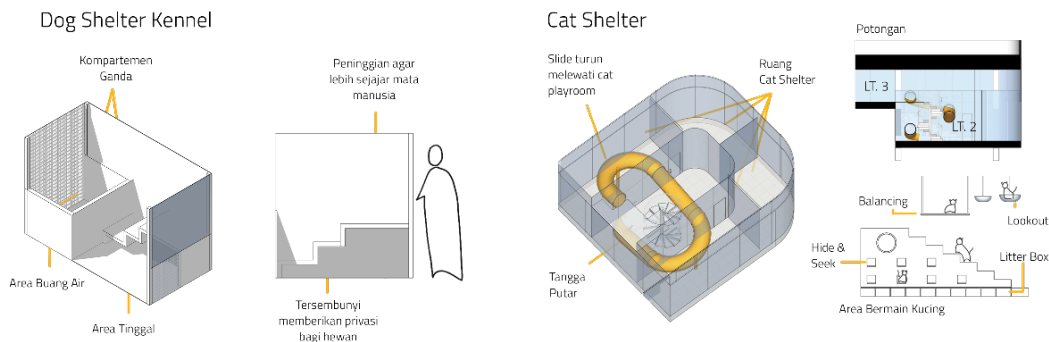 Dog Shelter Kennel
Kompartemen
Ganda
Area Buang Air
Area Tinggal
Peninggian agar
lebih sejajar mata
manusia
Tersembunyi
memberikan privasi
bagi hewan
Cat Shelter
Slide turun
melewati cat
playroom
Ruang
Cat Shelter
Tangga
Putar
Potongan
LT. 3
LT. 2
Balancing
Lookout
Hide &
Seek
Litter Box
Area Bermain Kucing